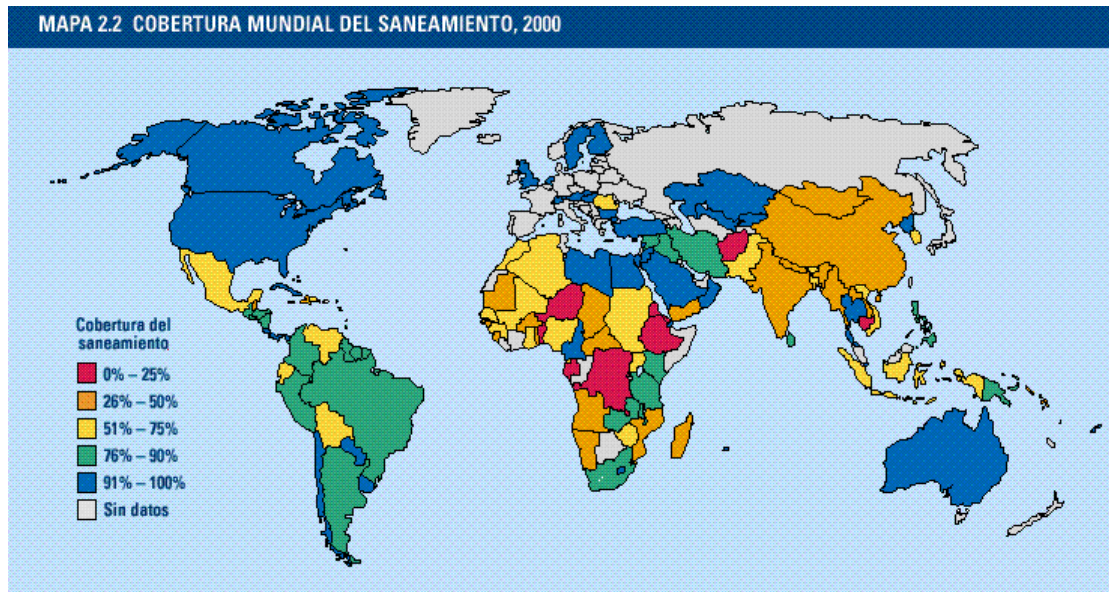 MAPA 2.2 COBERTURA MUNDIAL DEL SANEAMIENTO, 2000
Cobertura del
saneamiento
0% – 25%
26% – 50%
51% – 75%
76% – 90%
91% – 100%
Sin datos